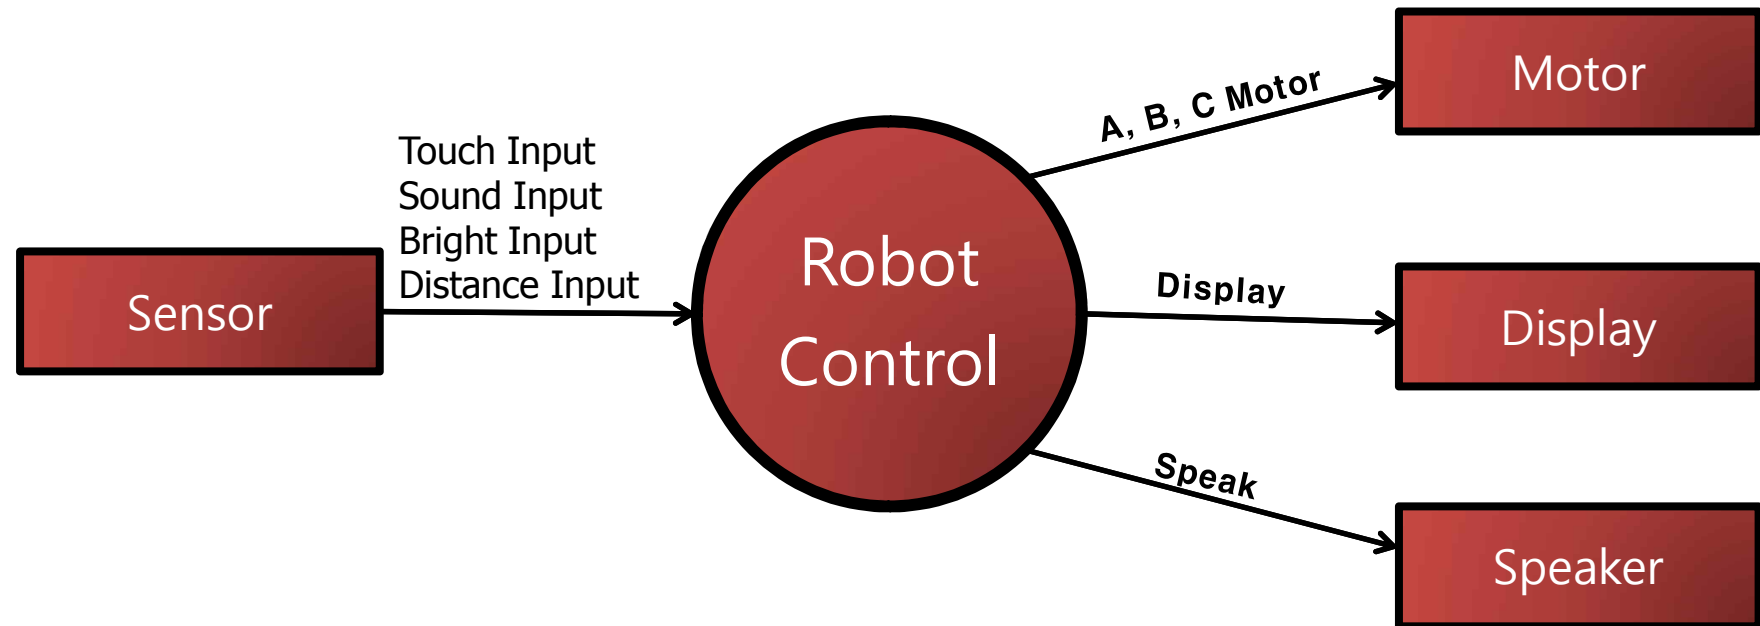 Sensor
Touch Input
Sound Input
Bright Input
Distance Input
Robot
Control
A, B, C Motor
Motor
Display
Display
Speak
Speaker